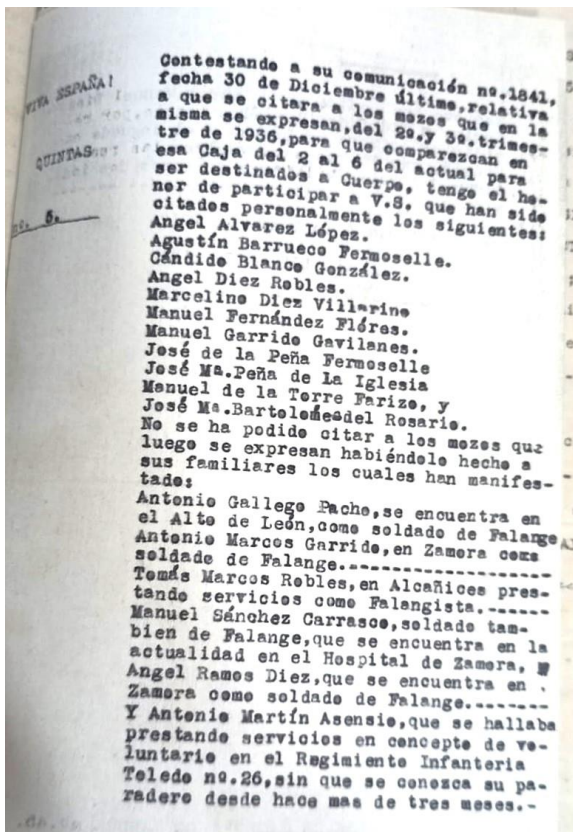 VIVA ESPAÑA!
QUINTAS
5.
Contestando a su comunicación nº.1841,
fecha 30 de Diciembre último,relativa
a que se citara a los mozos que en la
misma se expresan,del 2º.y 3º.trimes-
tre de 1936,para que comparezcan en
esa Caja del 2 al 6 del actual para
ser destinados a Cuerpo, tengo el ho-
nor de participar a V.S. que han sido
citados personalmente los siguientes:
Angel Alvarez López.
Agustín Barrueco Fermoselle.
Cándido Blanco González.
Angel Diez Robles.
Marcelino Diez Villarino
Manuel Fernández Flóres.
Manuel Garrido Gavilanes.
José de la Peña Fermoselle
José Mª.Peña de La Iglesia
Manuel de la Torre Farizo, y
José Mª.Bartolomé del Rosario.
No se ha podido citar a los mozos que
luego se expresan habiéndolo hecho a
sus familiares los cuales han manifes-
tado:
Antonio Gallego Pacho,se encuentra en
el Alto de León,como soldado de Falange
Antonio Marcos Garrido,en Zamora como
soldado de Falange.--------------------
Tomás Marcos Robles,en Alcañices pres-
tando servicios como Falangista.------
Manuel Sánchez Carrasco,soldado tam-
bien de Falange,que se encuentra en la
actualidad en el Hospital de Zamora,
Angel Ramos Diez,que se encuentra en
Zamora como soldado de Falange.--------
Y Antonio Martín Asensio,que se hallaba
prestando servicios en concepto de vo-
luntario en el Regimiento Infanteria
Toledo nº.26,sin que se conozca su pa-
radero desde hace mas de tres meses.-